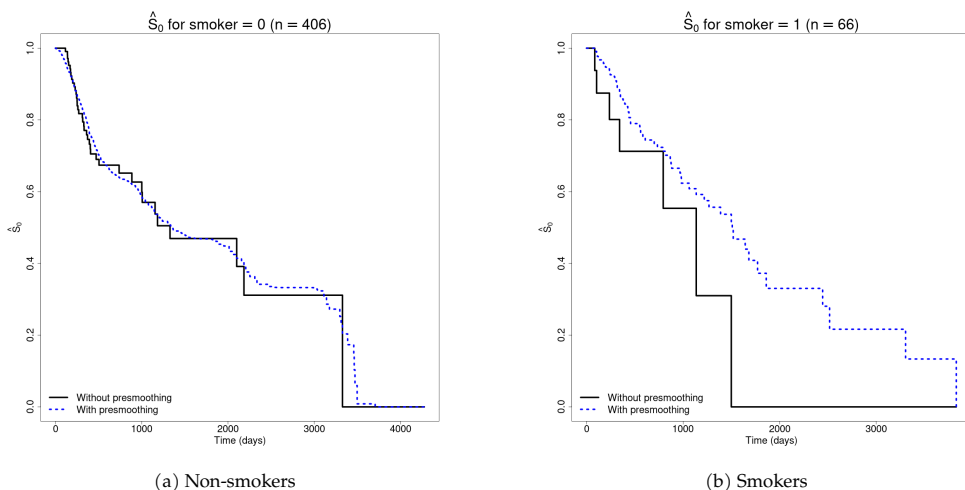 Ŝ₀ for smoker = 0 (n = 406)
Ŝ₀
1.0
0.8
0.6
0.4
0.2
0.0
Without presmoothing
With presmoothing
0 1000 2000 3000 4000
Time (days)
(a) Non-smokers
Ŝ₀ for smoker = 1 (n = 66)
Ŝ₀
1.0
0.8
0.6
0.4
0.2
0.0
Without presmoothing
With presmoothing
0 1000 2000 3000
Time (days)
(b) Smokers